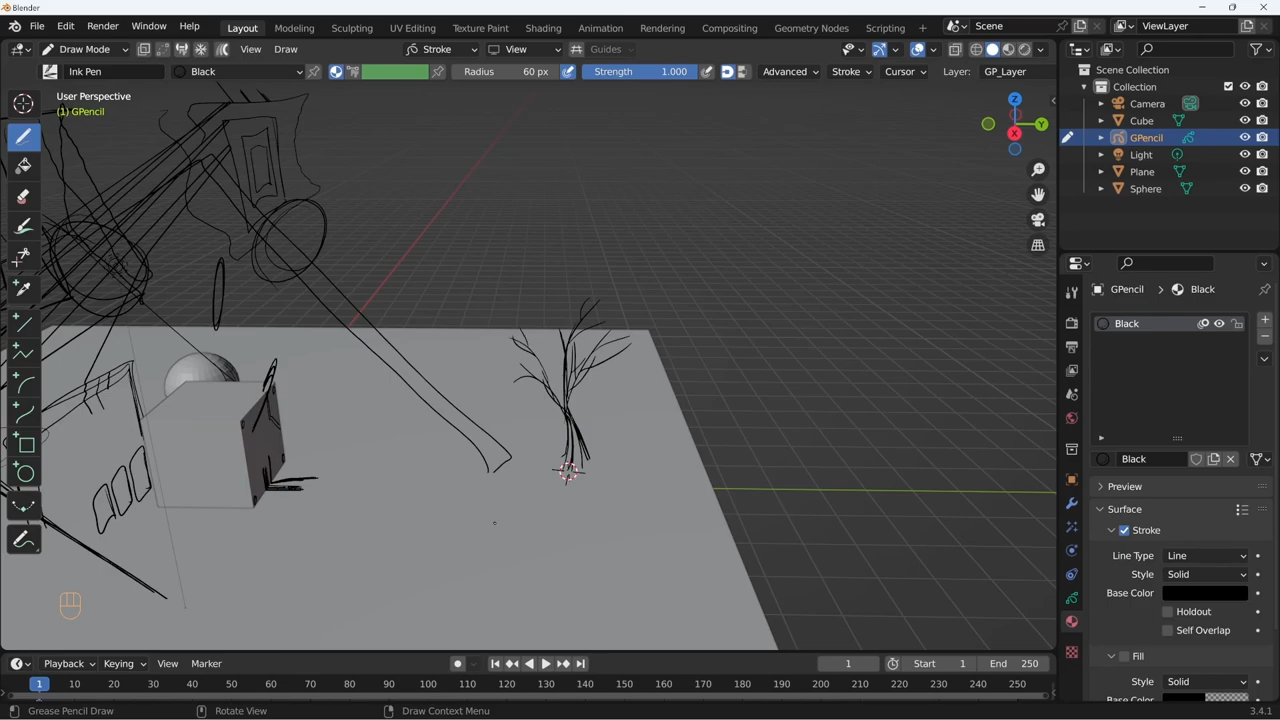 Blender
File Edit Render Window Help Layout Modeling Sculpting UV Editing Texture Paint Shading Animation Rendering Compositing Geometry Nodes Scripting + Scene ViewLayer
Draw Mode View Draw Stroke View Guides
Ink Pen Black Radius 60 px Strength 1.000 Advanced Stroke Cursor Layer: GP_Layer
User Perspective
(1) GPencil
Z
Y
X
Scene Collection
Collection
Camera
Cube
GPencil
Light
Plane
Sphere
GPencil > Black
Black
Black
Preview
Surface
Stroke
Line Type Line
Style Solid
Base Color
Holdout
Self Overlap
Fill
Style Solid
Base Color
Playback Keying View Marker 1 Start 1 End 250
1 10 20 30 40 50 60 70 80 90 100 110 120 130 140 150 160 170 180 190 200 210 220 230 240 250
Grease Pencil Draw Rotate View Draw Context Menu 3.4.1